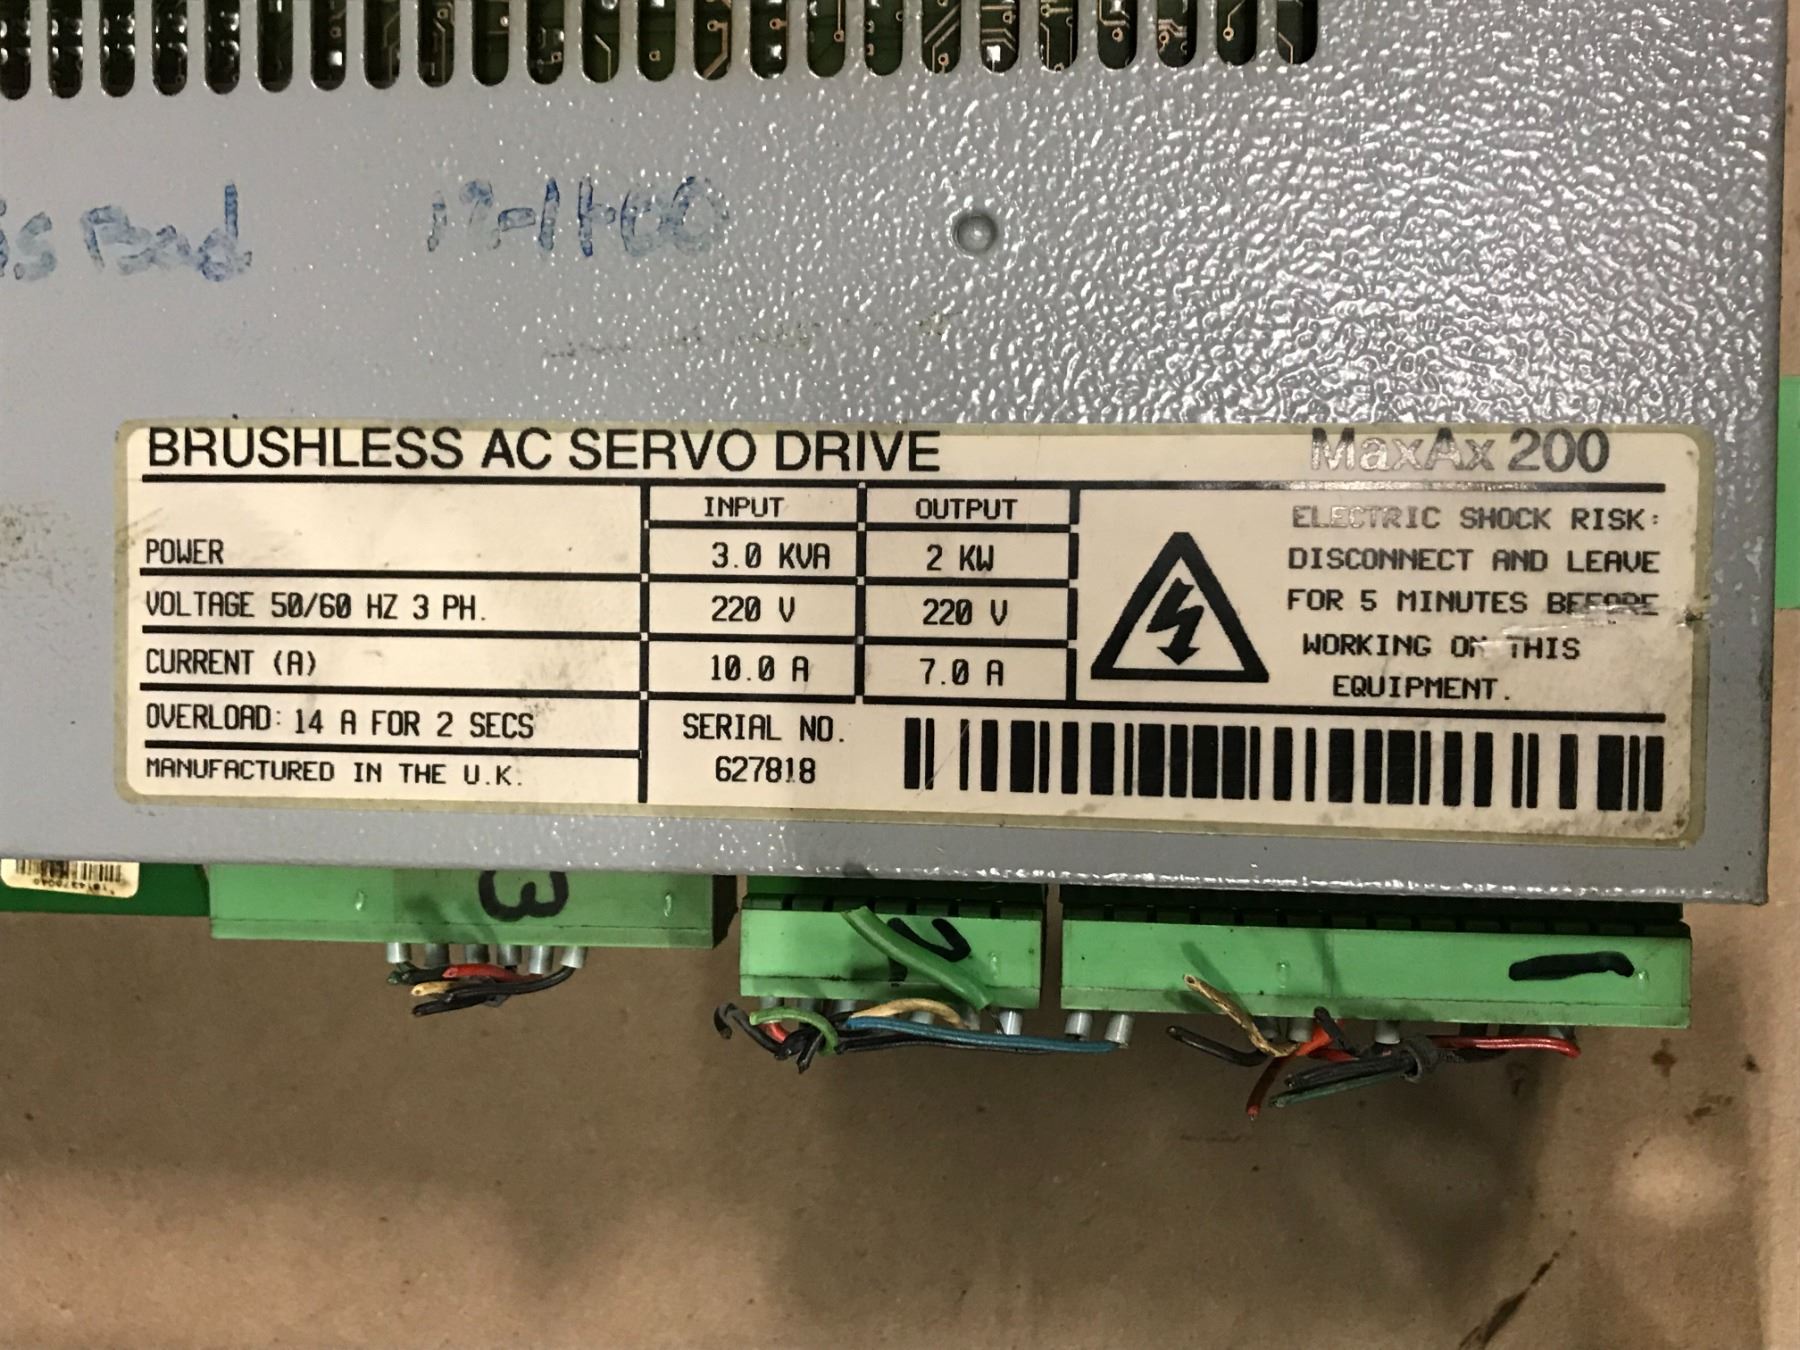 is Bad
BRUSHLESS AC SERVO DRIVE MaxAx 200
INPUT OUTPUT
POWER 3.0 KVA 2 KW
VOLTAGE 50/60 HZ 3 PH. 220 V 220 V
CURRENT (A) 10.0 A 7.0 A
OVERLOAD: 14 A FOR 2 SECS
MANUFACTURED IN THE U.K.
SERIAL NO.
627818
ELECTRIC SHOCK RISK:
DISCONNECT AND LEAVE
FOR 5 MINUTES BEFORE
WORKING ON THIS
EQUIPMENT.
3
2
1